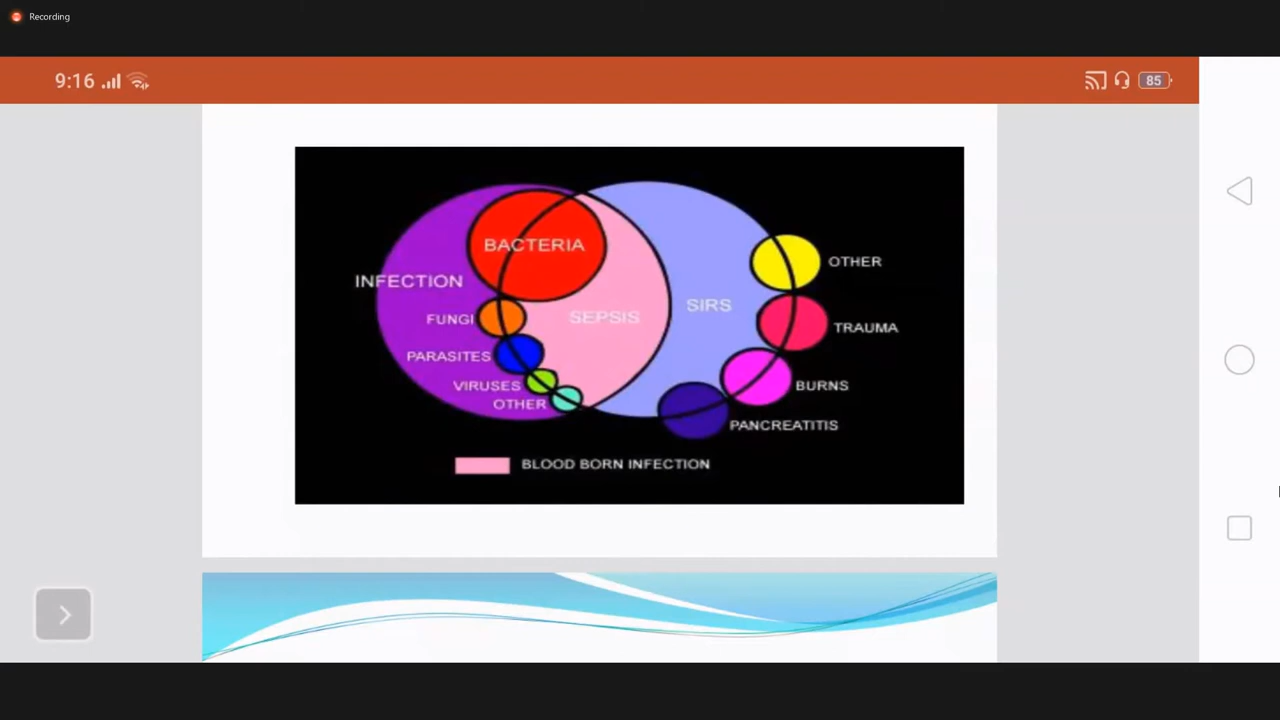 Recording
9:16
85
BACTERIA
INFECTION
OTHER
SIRS
FUNGI
SEPSIS
TRAUMA
PARASITES
VIRUSES
BURNS
OTHER
PANCREATITIS
BLOOD BORN INFECTION